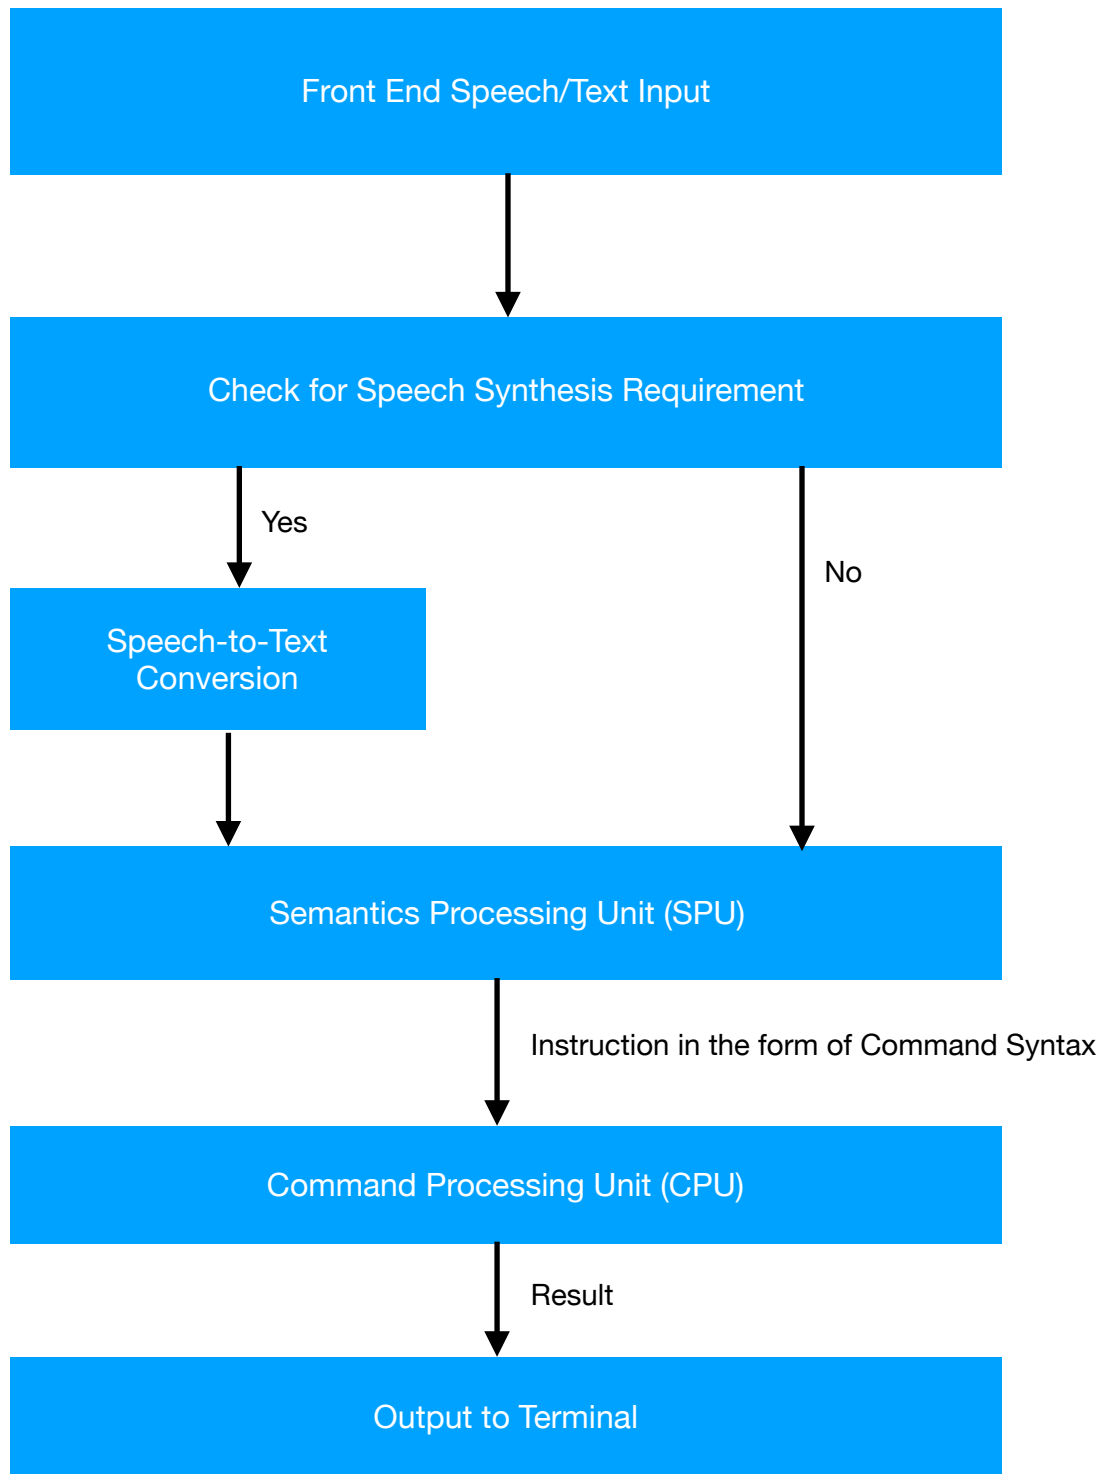 Front End Speech/Text Input
Check for Speech Synthesis Requirement
Yes
No
Speech-to-Text
Conversion
Semantics Processing Unit (SPU)
Instruction in the form of Command Syntax
Command Processing Unit (CPU)
Result
Output to Terminal